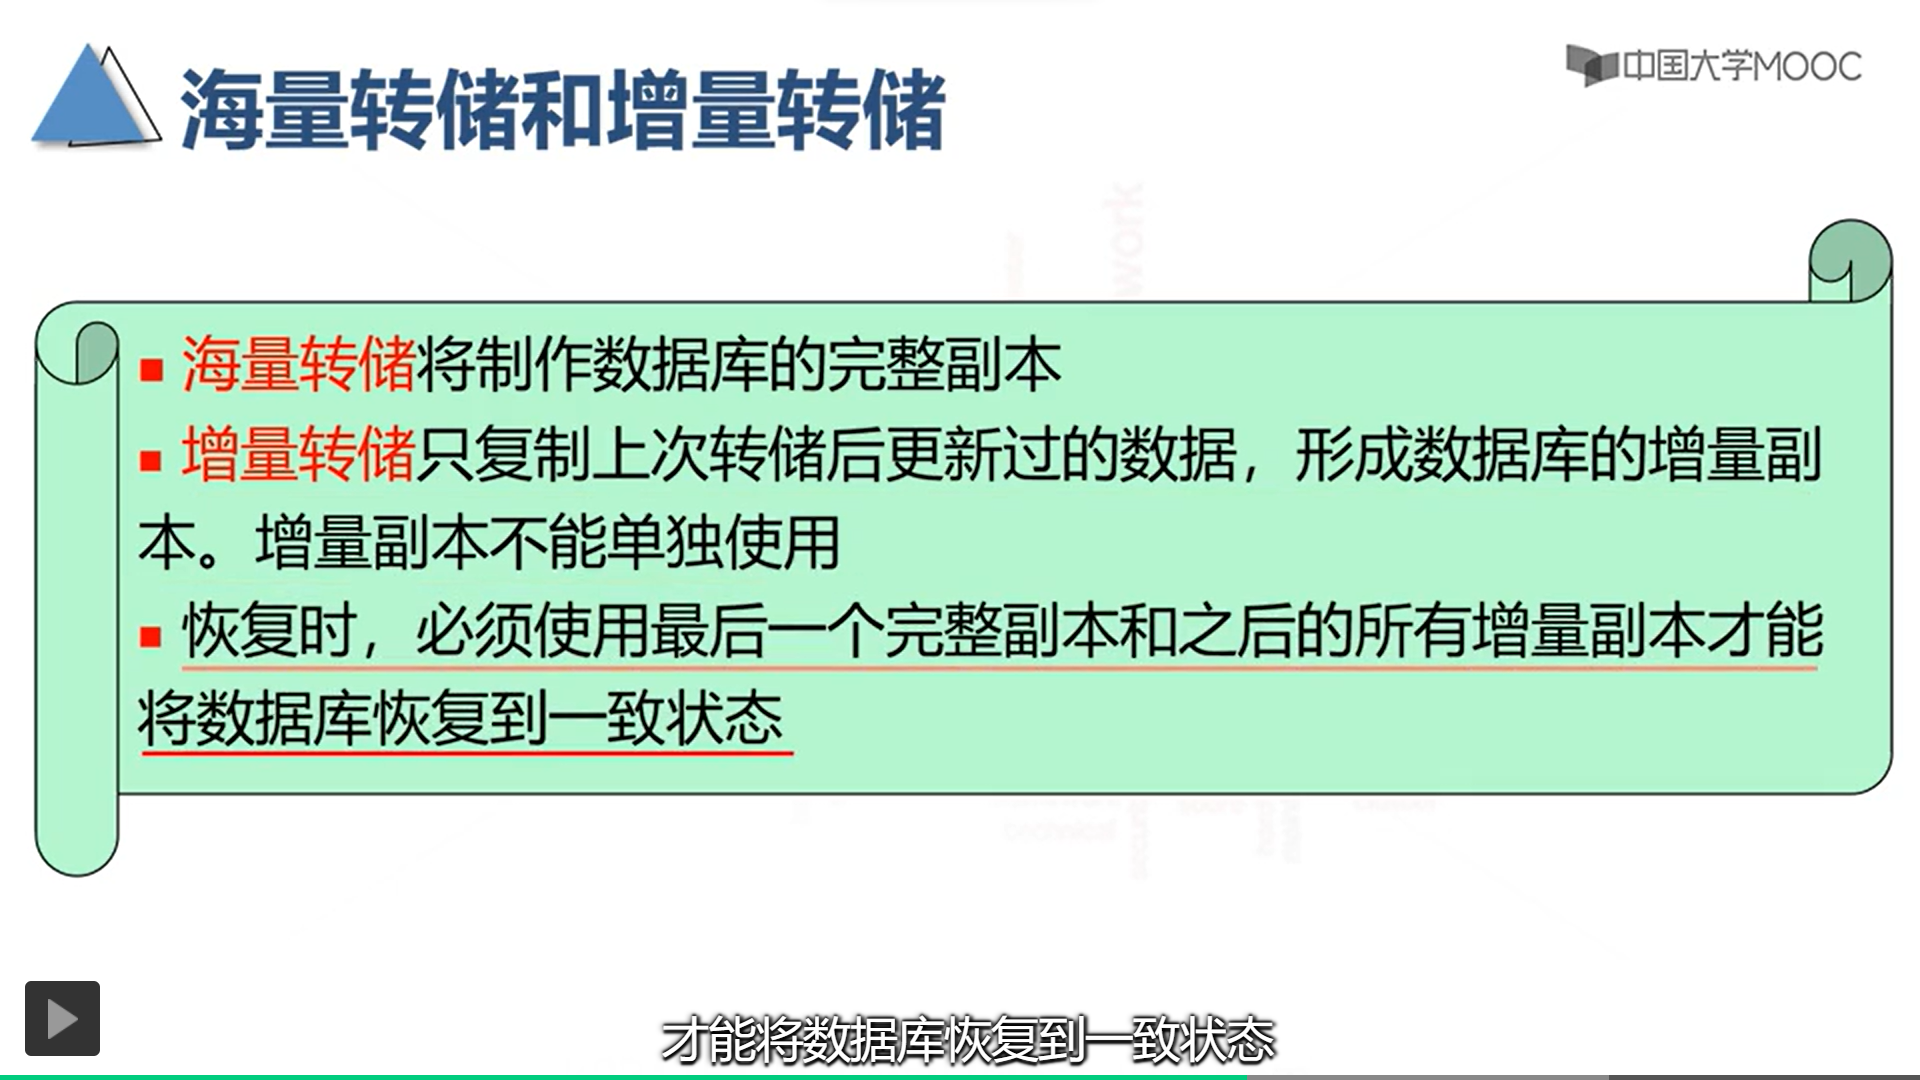 海量转储和增量转储
中国大学MOOC
work
海量转储将制作数据库的完整副本
增量转储只复制上次转储后更新过的数据，形成数据库的增量副
本。增量副本不能单独使用
恢复时，必须使用最后一个完整副本和之后的所有增量副本才能
将数据库恢复到一致状态
technical
才能将数据库恢复到一致状态